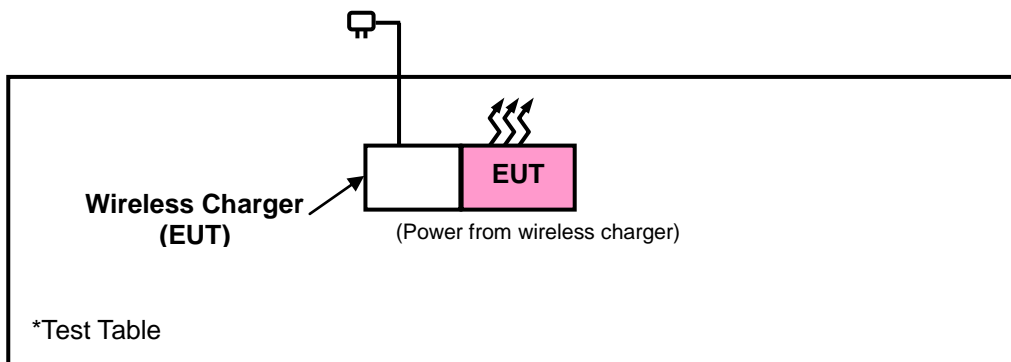 EUT
Wireless Charger
(EUT)
(Power from wireless charger)
*Test Table